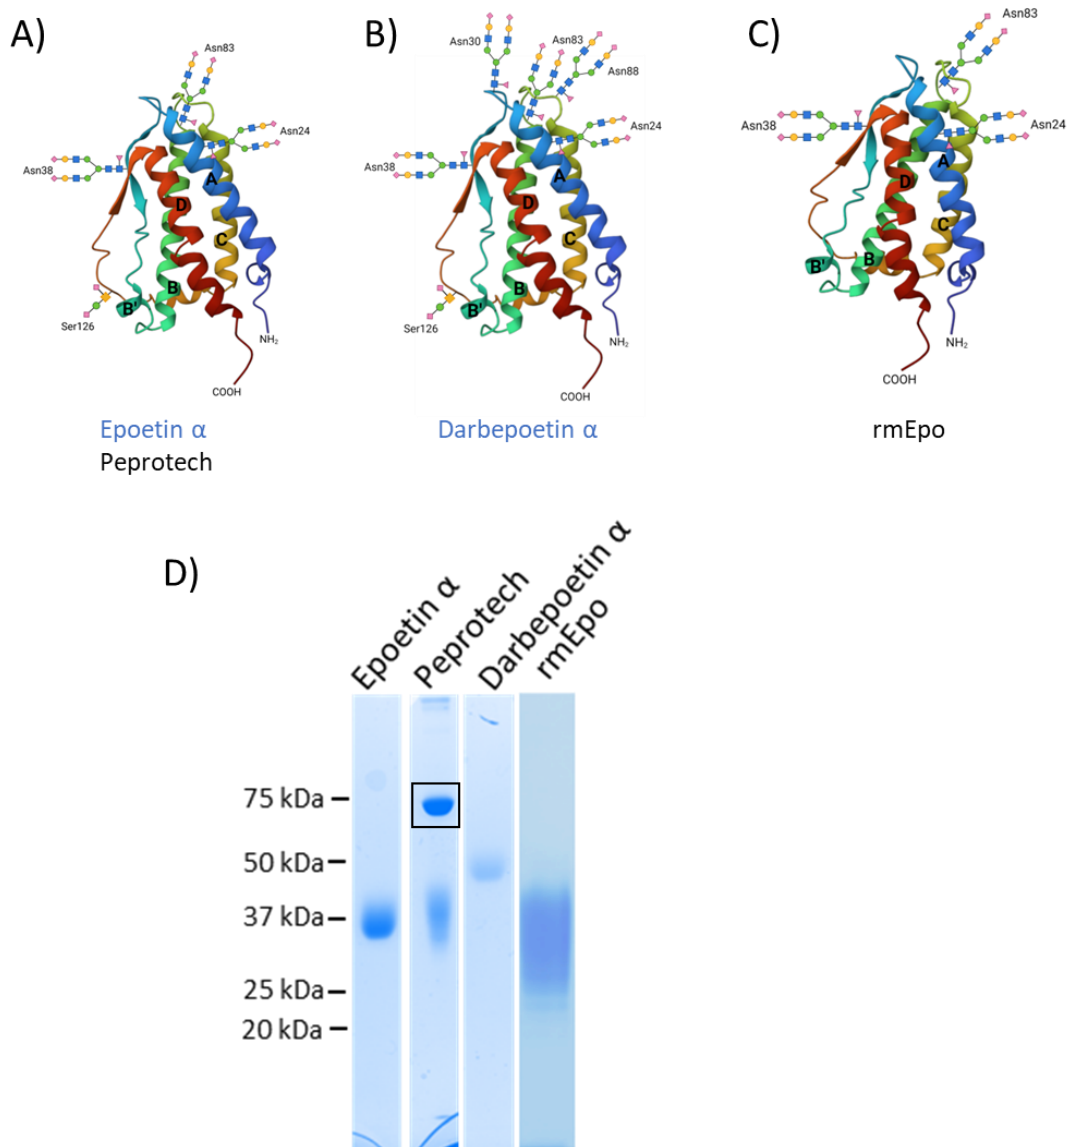 A)
B)
C)
Asn83
Asn38
Asn24
A
D
C
B
B'
Ser126
NH₂
COOH
Epoetin α
Peprotech
Asn30
Asn83
Asn88
Asn38
Asn24
A
D
C
B
B'
Ser126
NH₂
COOH
Darbepoetin α
Asn83
Asn38
Asn24
A
D
C
B
B'
NH₂
COOH
rmEpo
D)
Epoetin α
Peprotech
Darbepoetin α
rmEpo
75 kDa
50 kDa
37 kDa
25 kDa
20 kDa